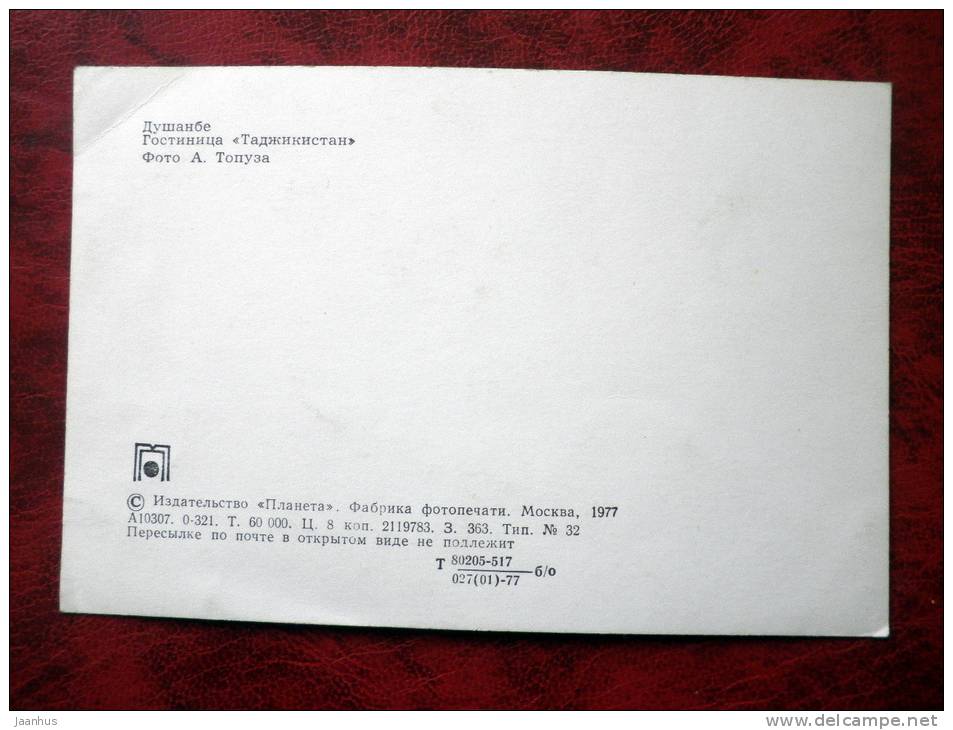 Душанбе
Гостиница «Таджикистан»
Фото А. Топуза
© Издательство «Планета». Фабрика фотопечати. Москва, 1977
А10307. 0-321. Т. 60 000. Ц. 8 коп. 2119783. З. 363. Тип. № 32
Пересылке по почте в открытом виде не подлежит
Т 80205-517 б/о
027(01)-77
jaanhus
www.delcampe.net